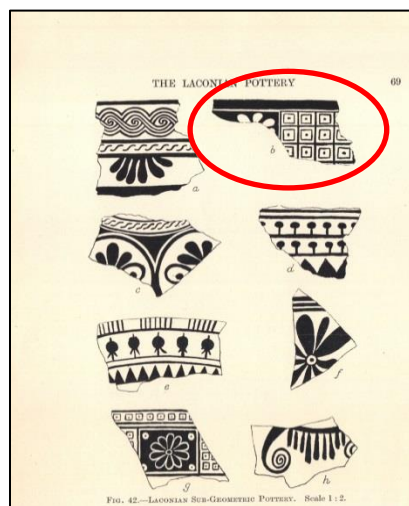 THE LACONIAN POTTERY 69
a
b
c
d
e
f
g
h
FIG. 42.—LACONIAN SUB-GEOMETRIC POTTERY. Scale 1 : 2.